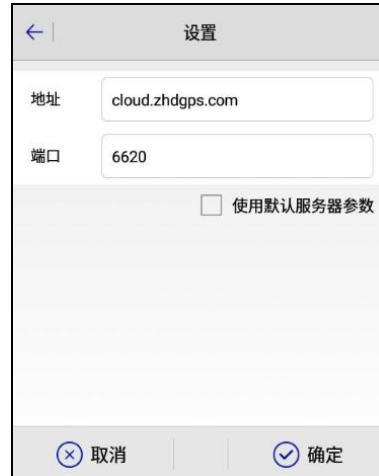 设置
地址 cloud.zhdgps.com
端口 6620
使用默认服务器参数
取消 确定